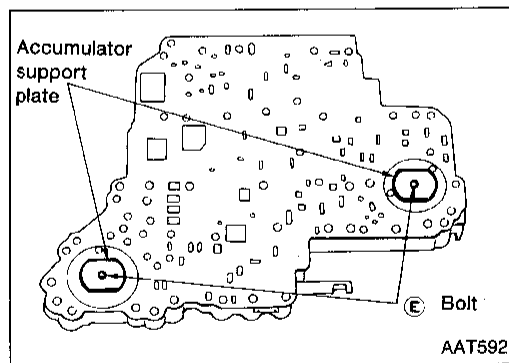 Accumulator
support
plate
Ⓔ Bolt
AAT592